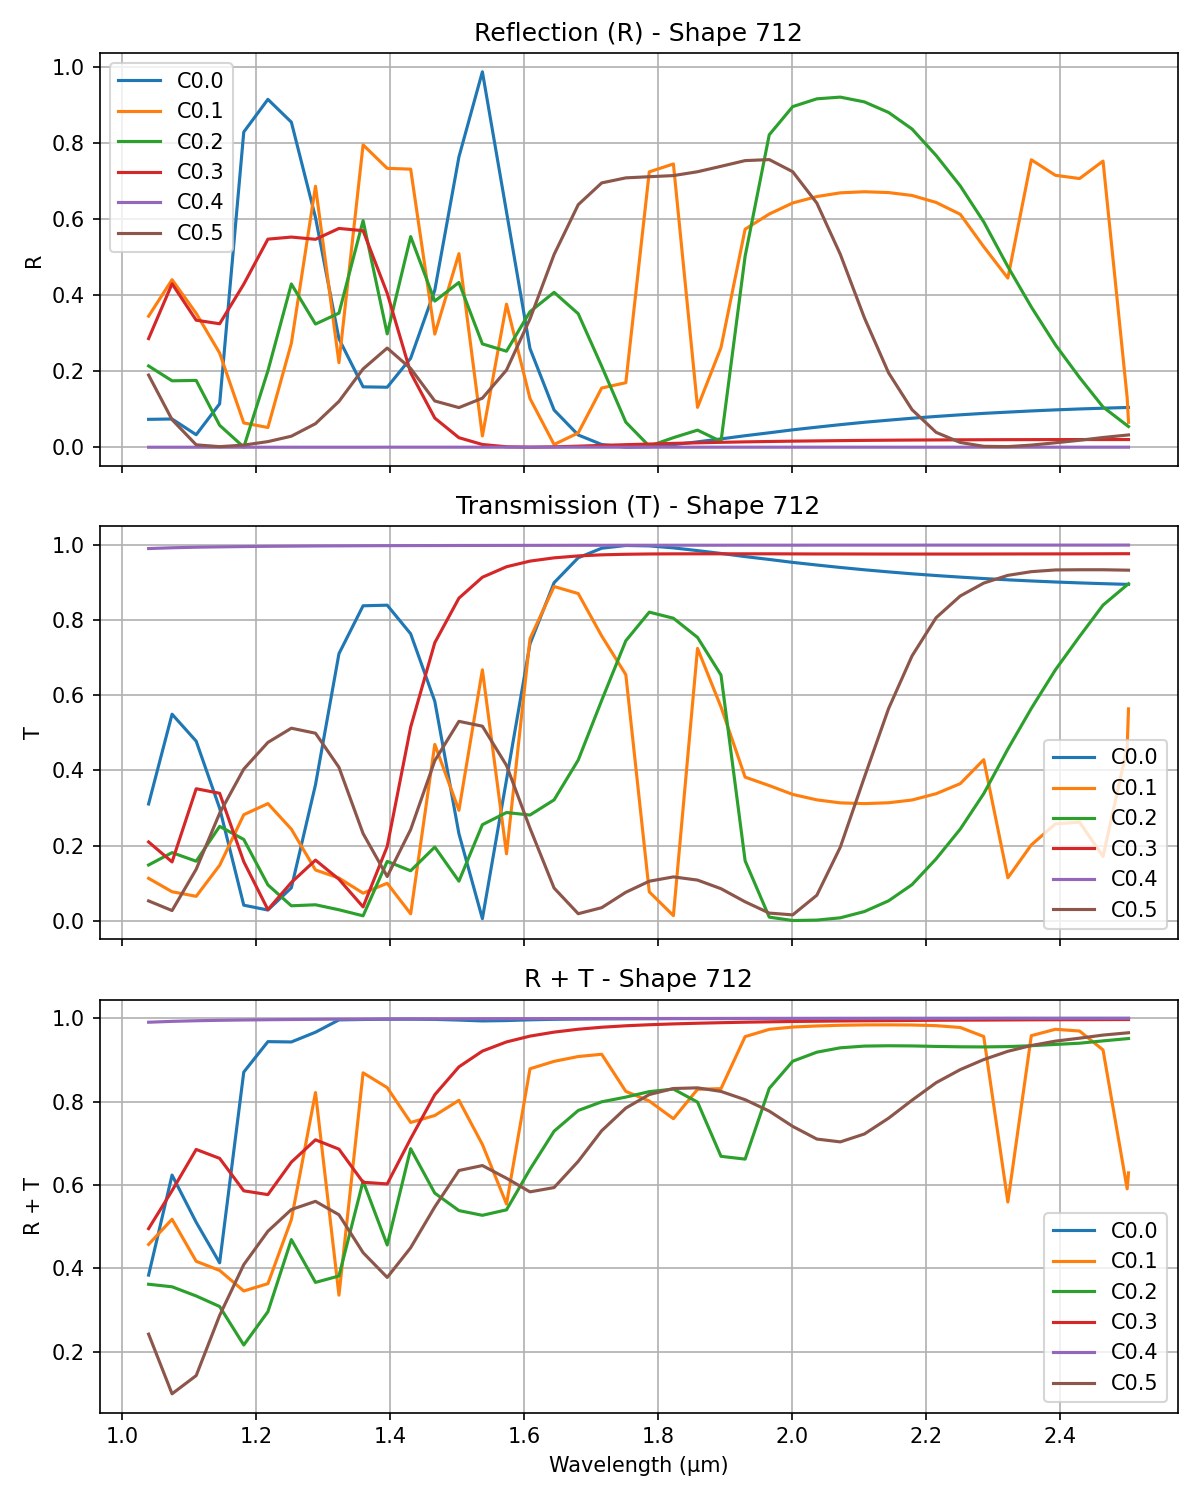 Reflection (R) - Shape 712
1.0
0.8
0.6
0.4
0.2
0.0
R
C0.0
C0.1
C0.2
C0.3
C0.4
C0.5
Transmission (T) - Shape 712
1.0
0.8
0.6
0.4
0.2
0.0
T
C0.0
C0.1
C0.2
C0.3
C0.4
C0.5
R + T - Shape 712
1.0
0.8
0.6
0.4
0.2
R + T
C0.0
C0.1
C0.2
C0.3
C0.4
C0.5
1.0 1.2 1.4 1.6 1.8 2.0 2.2 2.4
Wavelength (μm)